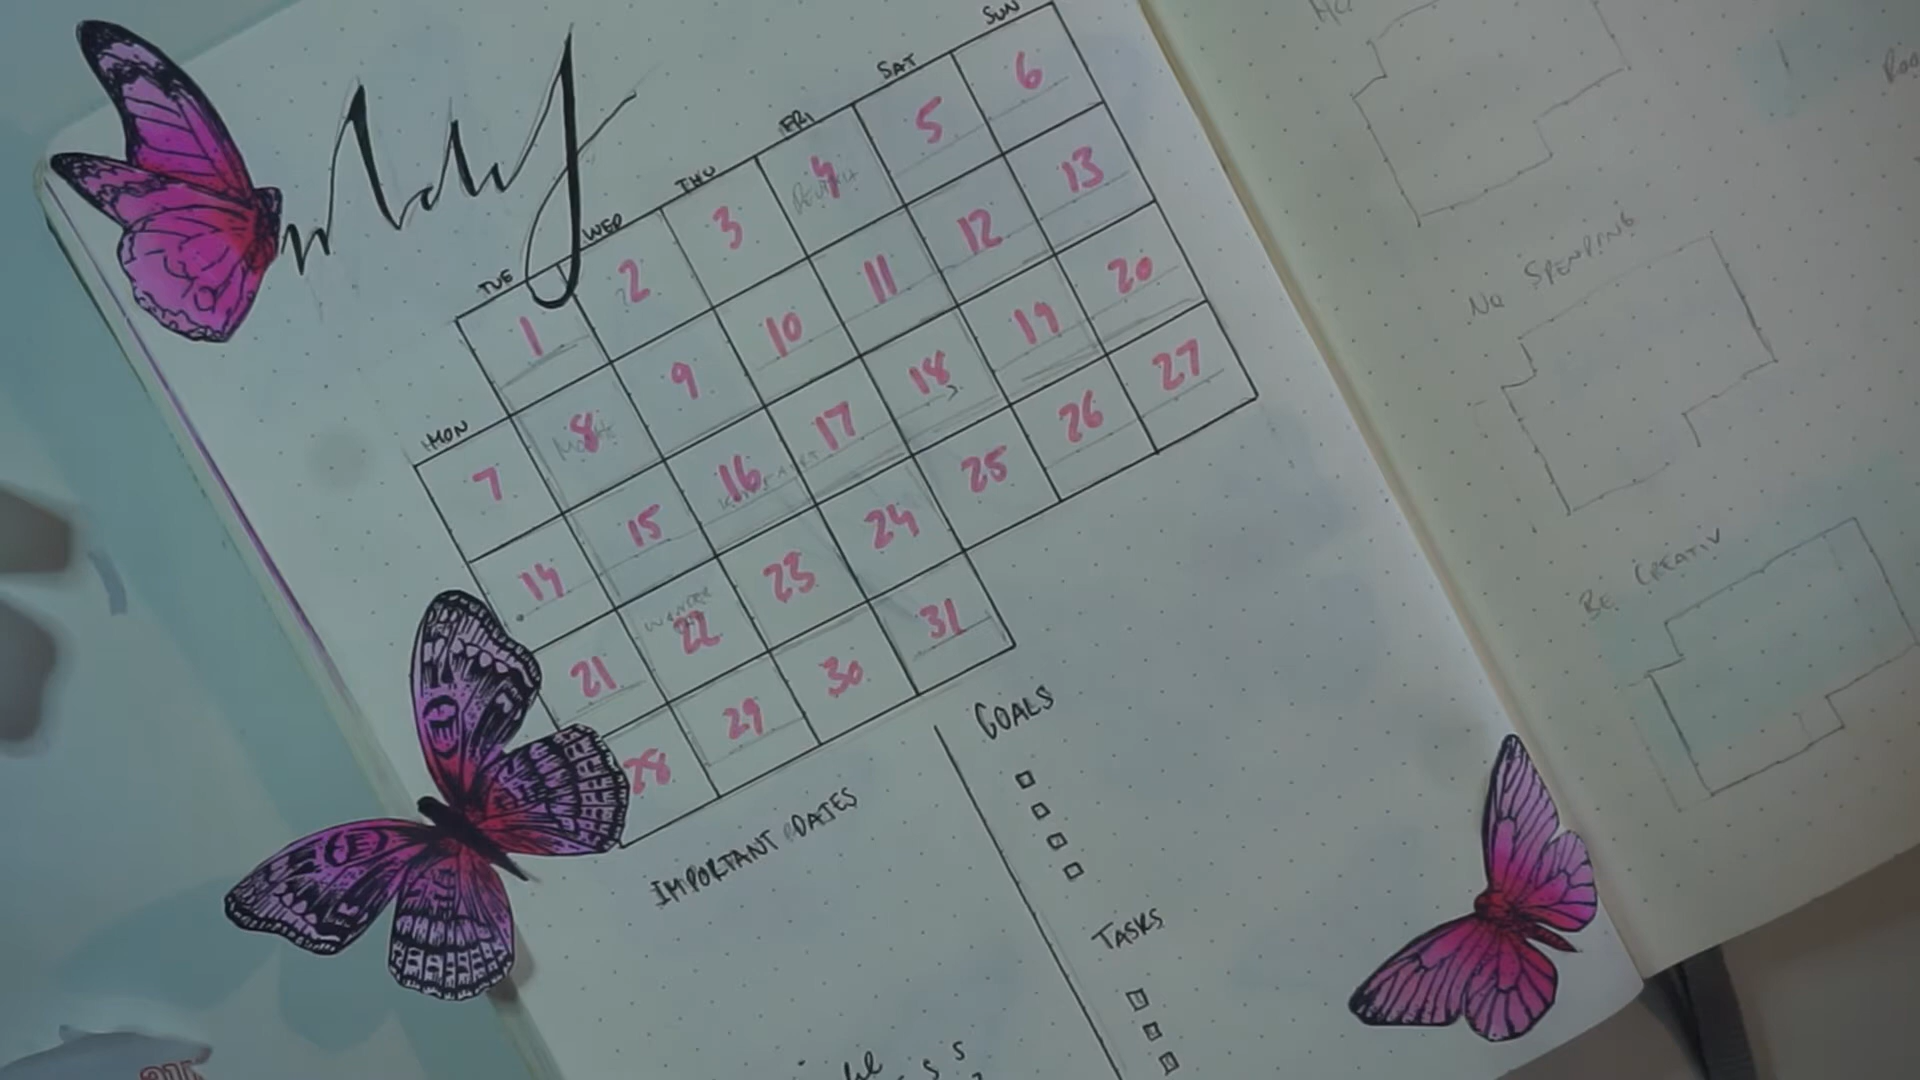 MAY
MON TUE WED THU FRI SAT SUN
1 2 3 4 5 6
7 8 9 10 11 12 13
14 15 16 17 18 19 20
21 22 23 24 25 26 27
28 29 30 31
WONDER
IMPORTANT DATES
GOALS
TASKS
NO SPENDING
BE CREATIV